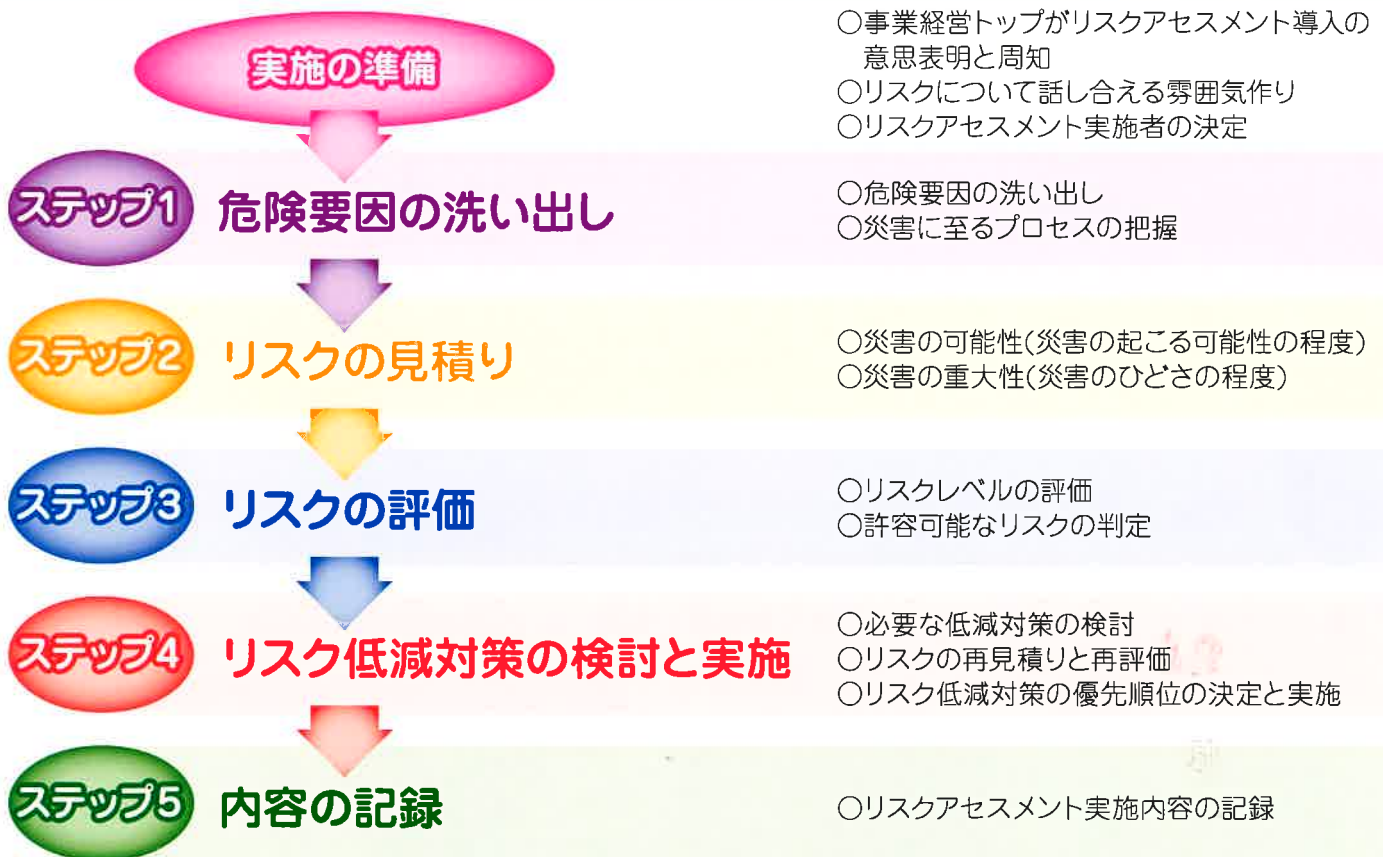 実施の準備
○事業経営トップがリスクアセスメント導入の
意思表明と周知
○リスクについて話し合える雰囲気作り
○リスクアセスメント実施者の決定
ステップ1 危険要因の洗い出し
○危険要因の洗い出し
○災害に至るプロセスの把握
ステップ2 リスクの見積り
○災害の可能性(災害の起こる可能性の程度)
○災害の重大性(災害のひどさの程度)
ステップ3 リスクの評価
○リスクレベルの評価
○許容可能なリスクの判定
ステップ4 リスク低減対策の検討と実施
○必要な低減対策の検討
○リスクの再見積りと再評価
○リスク低減対策の優先順位の決定と実施
ステップ5 内容の記録
○リスクアセスメント実施内容の記録